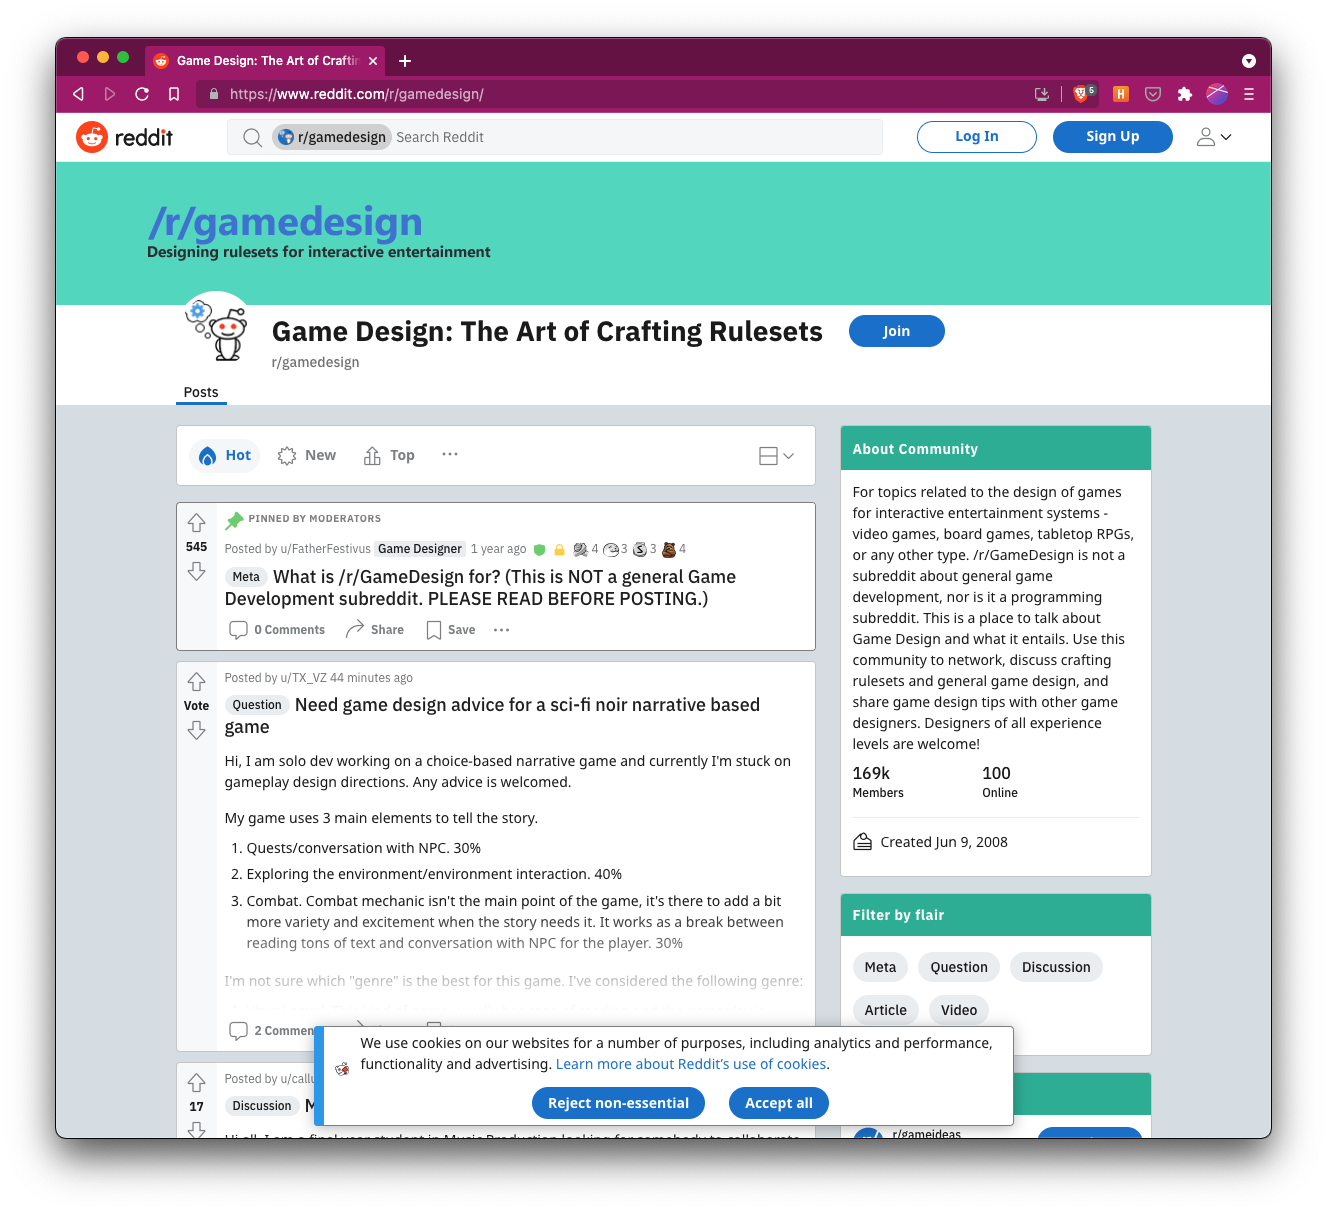 Game Design: The Art of Craftin
https://www.reddit.com/r/gamedesign/
5
H
reddit
r/gamedesign Search Reddit
Log In
Sign Up
/r/gamedesign
Designing rulesets for interactive entertainment
Game Design: The Art of Crafting Rulesets
Join
r/gamedesign
Posts
Hot
New
Top
545
PINNED BY MODERATORS
Posted by u/FatherFestivus Game Designer 1 year ago 4 3 3 4
Meta What is /r/GameDesign for? (This is NOT a general Game
Development subreddit. PLEASE READ BEFORE POSTING.)
0 Comments Share Save
Vote
Posted by u/TX_VZ 44 minutes ago
Question Need game design advice for a sci-fi noir narrative based
game
Hi, I am solo dev working on a choice-based narrative game and currently I'm stuck on
gameplay design directions. Any advice is welcomed.
My game uses 3 main elements to tell the story.
1. Quests/conversation with NPC. 30%
2. Exploring the environment/environment interaction. 40%
3. Combat. Combat mechanic isn't the main point of the game, it's there to add a bit
more variety and excitement when the story needs it. It works as a break between
reading tons of text and conversation with NPC for the player. 30%
I'm not sure which "genre" is the best for this game. I've considered the following genre:
2 Commen
17
Posted by u/callu
Discussion M
Hi all, I am a final year student in Music Production looking for somebody to collaborate
About Community
For topics related to the design of games
for interactive entertainment systems -
video games, board games, tabletop RPGs,
or any other type. /r/GameDesign is not a
subreddit about general game
development, nor is it a programming
subreddit. This is a place to talk about
Game Design and what it entails. Use this
community to network, discuss crafting
rulesets and general game design, and
share game design tips with other game
designers. Designers of all experience
levels are welcome!
169k
Members
100
Online
Created Jun 9, 2008
Filter by flair
Meta Question Discussion
Article Video
r/gameideas
We use cookies on our websites for a number of purposes, including analytics and performance,
functionality and advertising. Learn more about Reddit's use of cookies.
Reject non-essential
Accept all